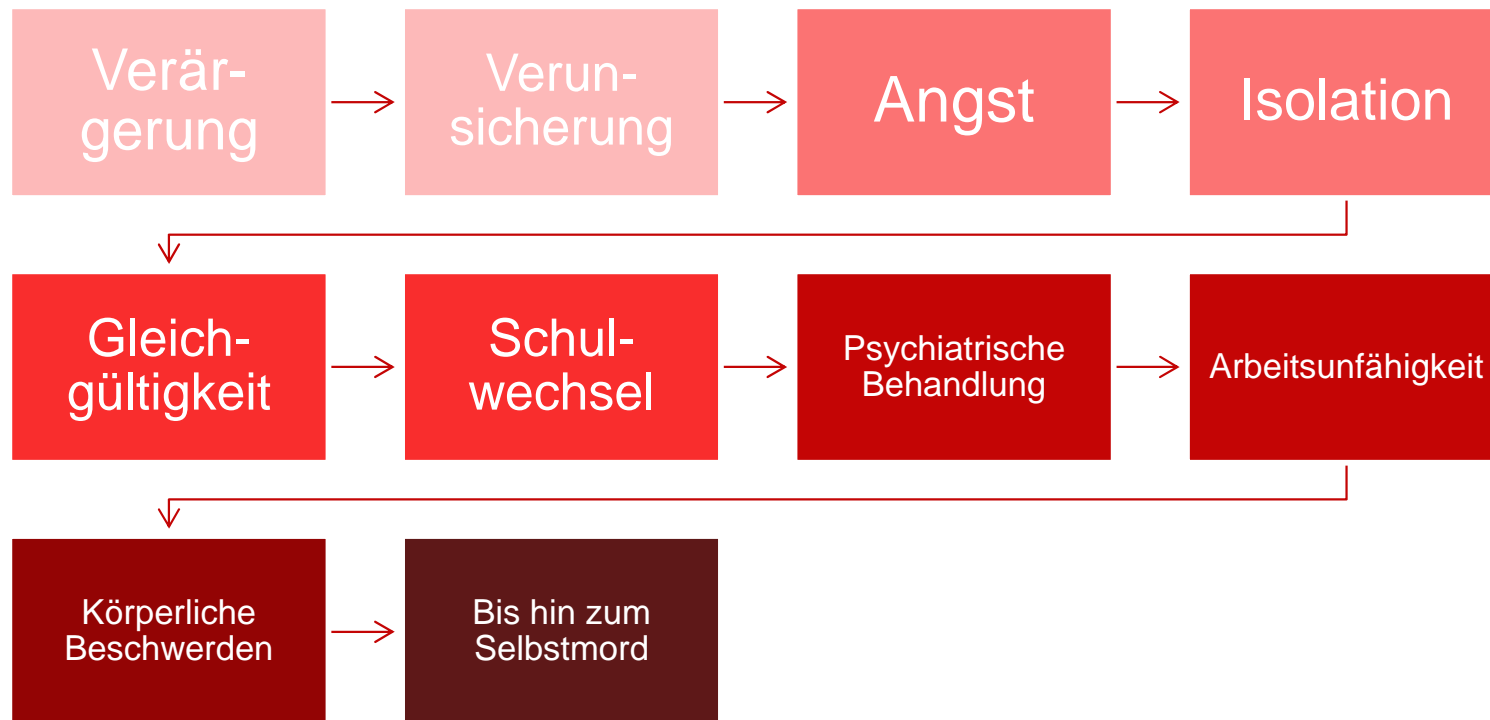 Verär-
gerung
Verun-
sicherung
Angst
Isolation
Gleich-
gültigkeit
Schul-
wechsel
Psychiatrische
Behandlung
Arbeitsunfähigkeit
Körperliche
Beschwerden
Bis hin zum
Selbstmord